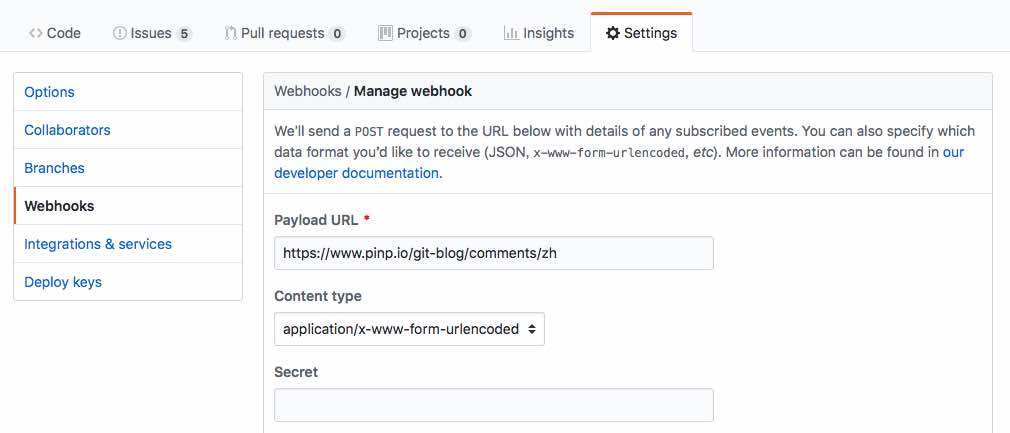 Code Issues 5 Pull requests 0 Projects 0 Insights Settings
Options
Collaborators
Branches
Webhooks
Integrations & services
Deploy keys
Webhooks / Manage webhook
We'll send a POST request to the URL below with details of any subscribed events. You can also specify which
data format you'd like to receive (JSON, x-www-form-urlencoded, etc). More information can be found in our
developer documentation.
Payload URL *
https://www.pinp.io/git-blog/comments/zh
Content type
application/x-www-form-urlencoded
Secret